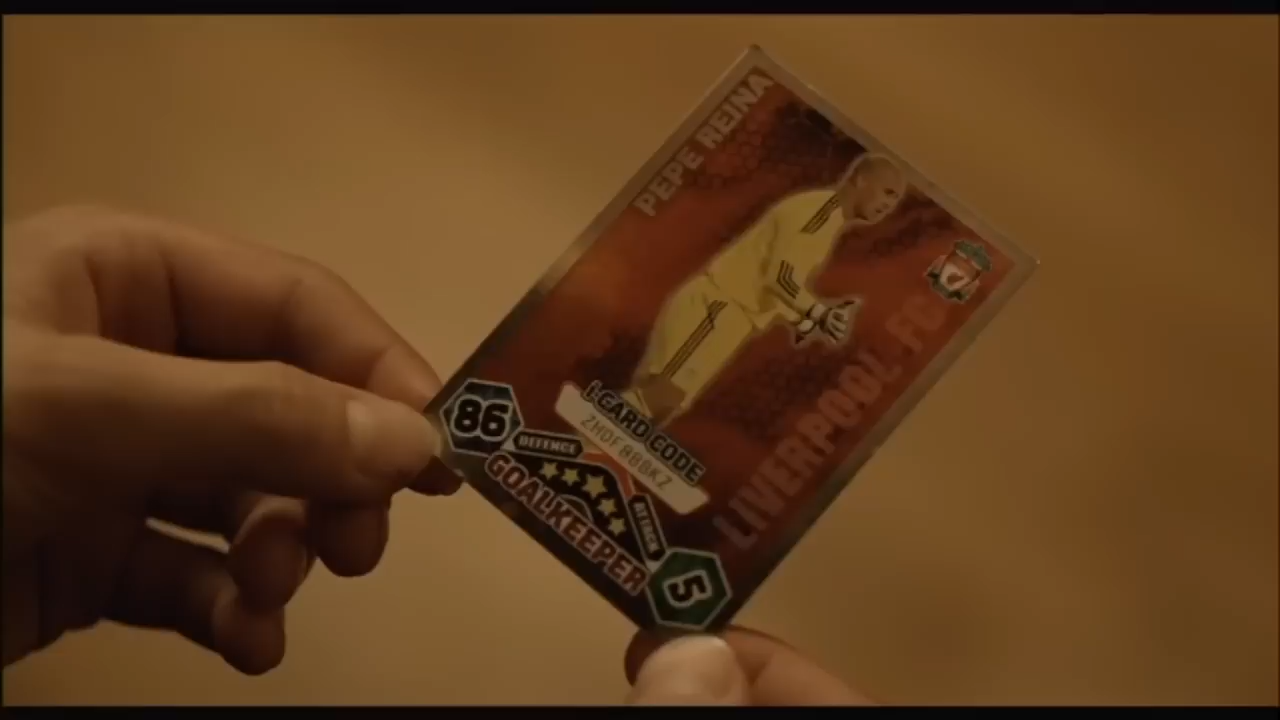 PEPE REINA
LIVERPOOL FC
I-CARD CODE
86
DEFENCE
ATTACK
5
GOALKEEPER